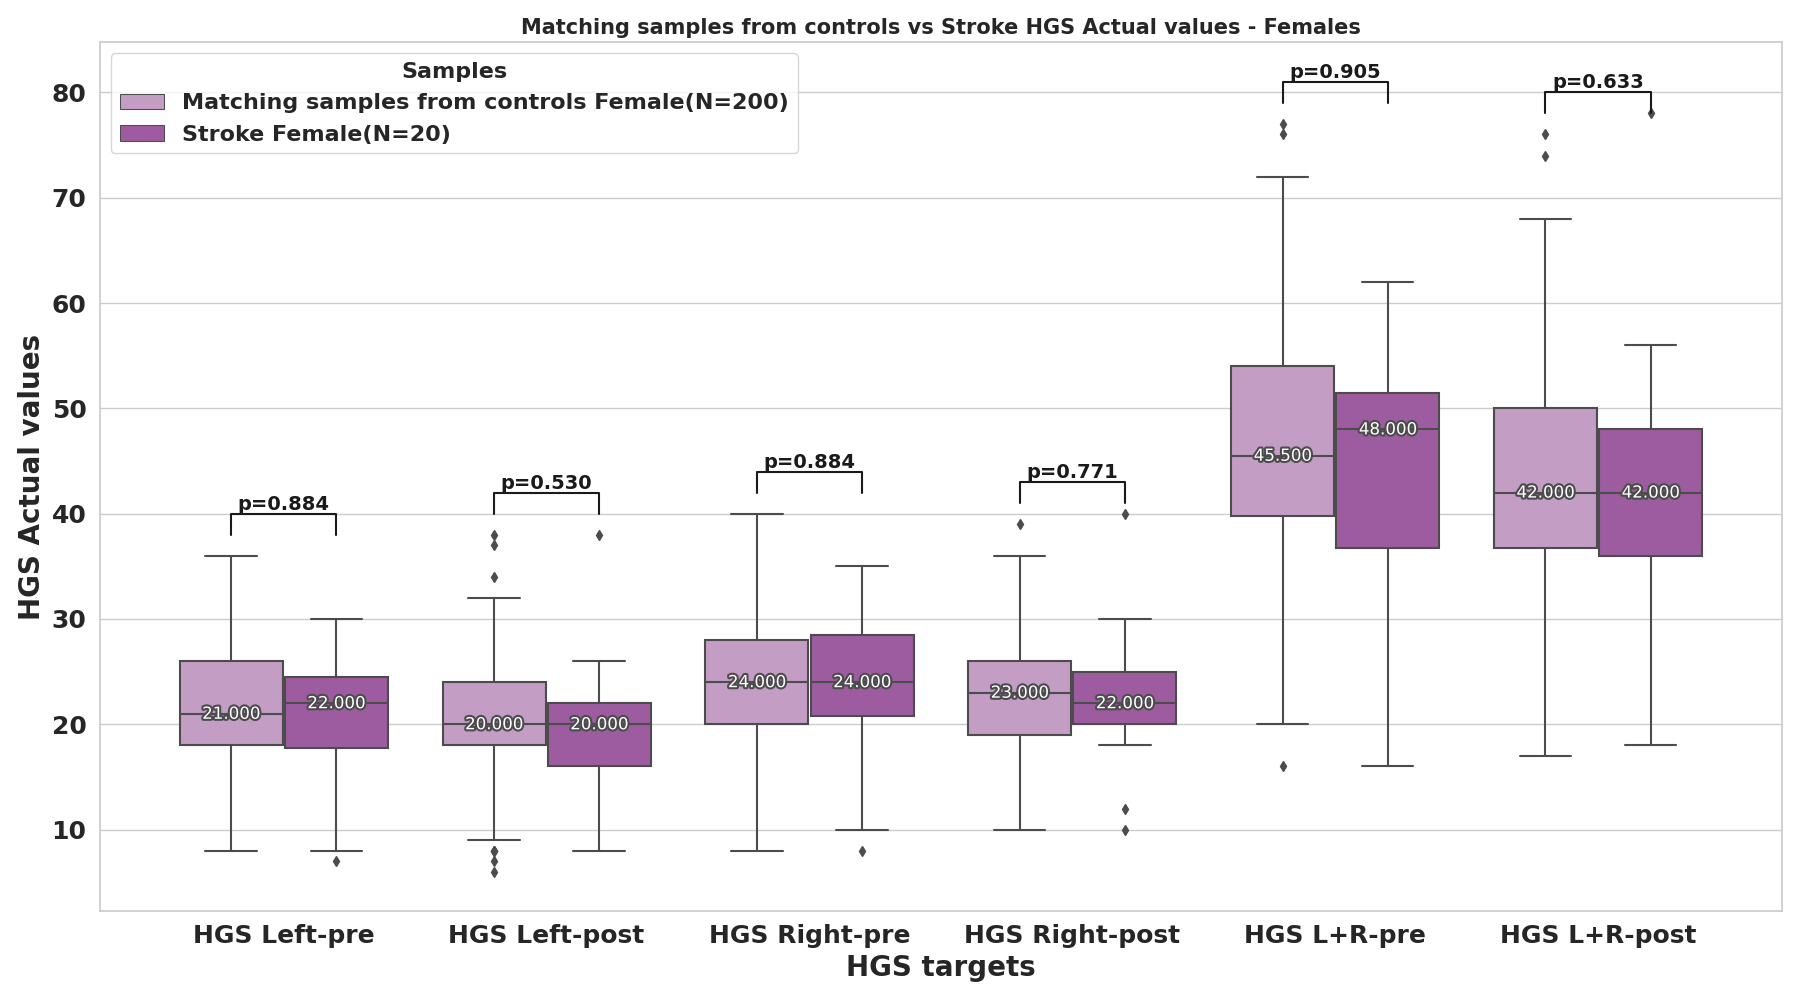 Matching samples from controls vs Stroke HGS Actual values - Females
Samples
Matching samples from controls Female(N=200)
Stroke Female(N=20)
HGS Actual values
80
70
60
50
40
30
20
10
p=0.884
p=0.530
p=0.884
p=0.771
p=0.905
p=0.633
21.000
22.000
20.000
20.000
24.000
24.000
23.000
22.000
45.500
48.000
42.000
42.000
HGS Left-pre
HGS Left-post
HGS Right-pre
HGS Right-post
HGS L+R-pre
HGS L+R-post
HGS targets